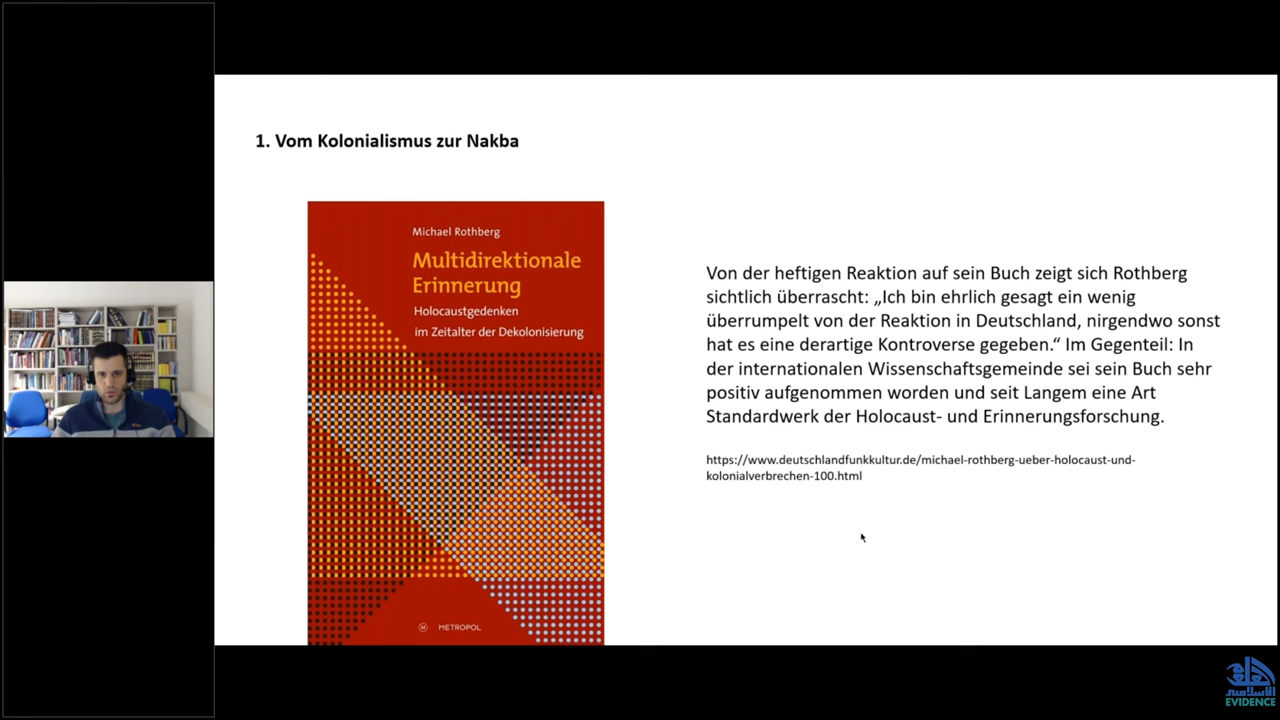 1. Vom Kolonialismus zur Nakba
Michael Rothberg
Multidirektionale
Erinnerung
Holocaustgedenken
im Zeitalter der Dekolonisierung
METROPOL
Von der heftigen Reaktion auf sein Buch zeigt sich Rothberg
sichtlich überrascht: „Ich bin ehrlich gesagt ein wenig
überrumpelt von der Reaktion in Deutschland, nirgendwo sonst
hat es eine derartige Kontroverse gegeben.“ Im Gegenteil: In
der internationalen Wissenschaftsgemeinde sei sein Buch sehr
positiv aufgenommen worden und seit Langem eine Art
Standardwerk der Holocaust- und Erinnerungsforschung.
https://www.deutschlandfunkkultur.de/michael-rothberg-ueber-holocaust-und-
kolonialverbrechen-100.html
EVIDENCE